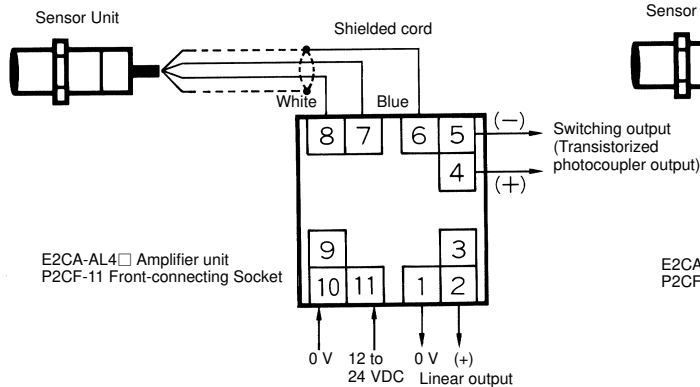 Sensor Unit
Shielded cord
Sensor
White
Blue
8 7 6 5
(−)
Switching output
(Transistorized
photocoupler output)
4
(+)
9 3
E2CA-AL4□ Amplifier unit
P2CF-11 Front-connecting Socket
E2CA
P2CF
10 11 1 2
0 V
12 to
24 VDC
0 V
(+)
Linear output